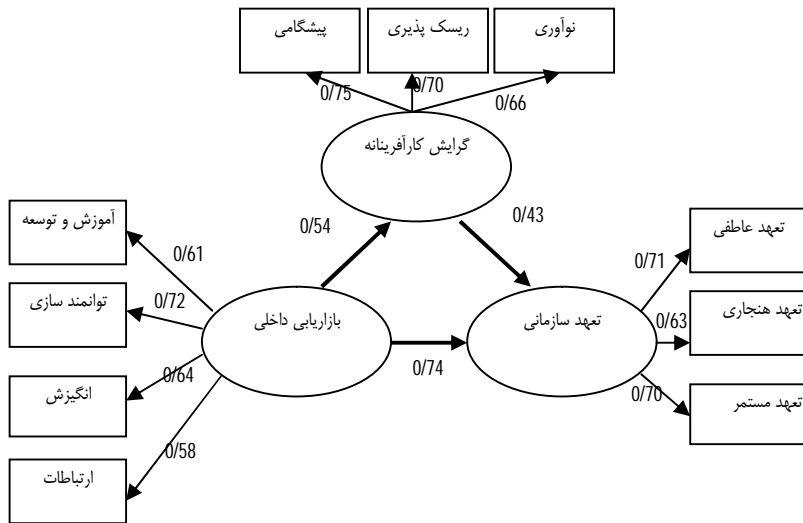 پیشگامی
ریسک پذیری
نوآوری
0/75
0/70
0/66
گرایش کارآفرینانه
0/54
0/43
آموزش و توسعه
0/61
توانمند سازی
0/72
انگیزش
0/64
ارتباطات
0/58
بازاریابی داخلی
0/74
تعهد سازمانی
تعهد عاطفی
0/71
تعهد هنجاری
0/63
تعهد مستمر
0/70